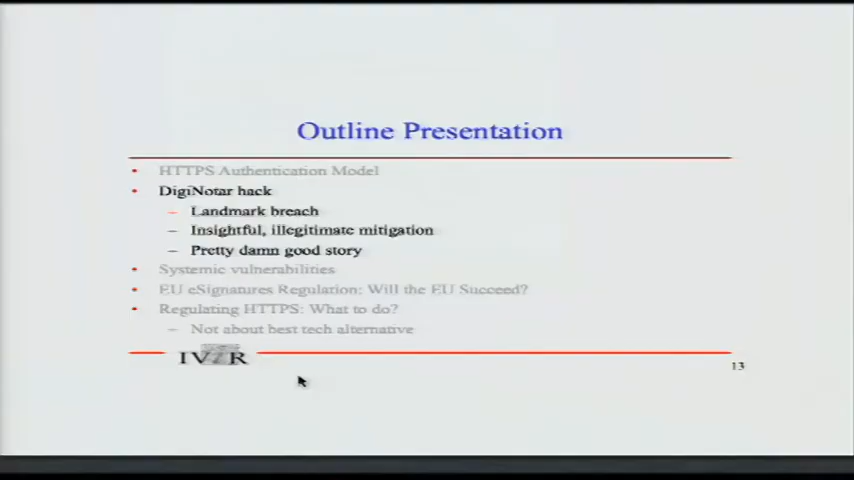 Outline Presentation
• HTTPS Authentication Model
• DigiNotar hack
– Landmark breach
– Insightful, illegitimate mitigation
– Pretty damn good story
• Systemic vulnerabilities
• EU eSignatures Regulation: Will the EU Succeed?
• Regulating HTTPS: What to do?
– Not about best tech alternative
IViR
13